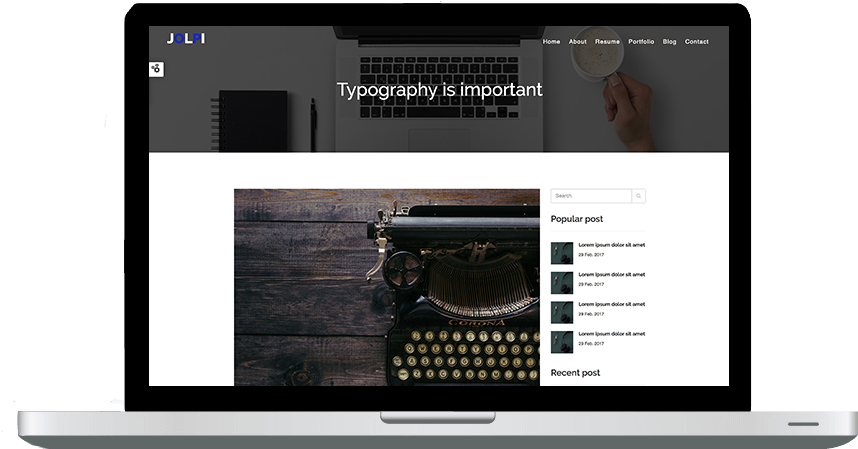 JOLPI
Home About Resume Portfolio Blog Contact
Typography is important
Search
Popular post
Lorem ipsum dolor sit amet
29 Feb, 2017
Lorem ipsum dolor sit amet
29 Feb, 2017
Lorem ipsum dolor sit amet
29 Feb, 2017
Lorem ipsum dolor sit amet
29 Feb, 2017
CORONA
Recent post